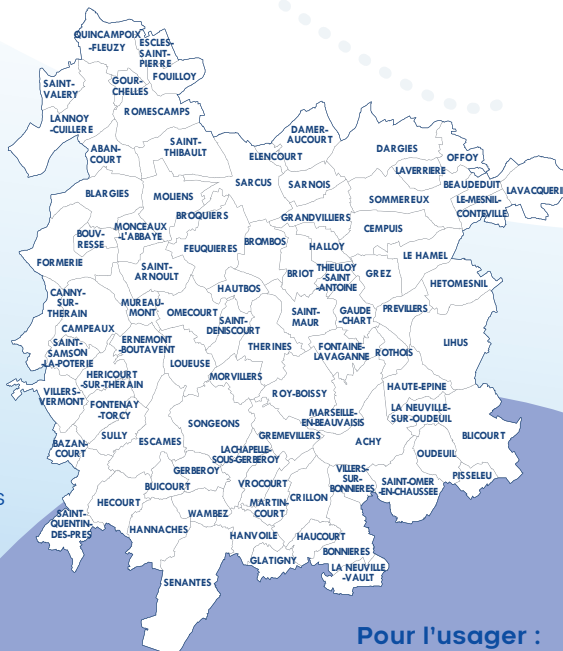 QUINCAMPOIX
-FLEUZY
ESCLES-
SAINT-
PIERRE
FOUILLOY
GOUR-
CHELLES
SAINT-
VALERY
ROMESCAMPS
LANNOY
-CUILLERE
ABAN-
COURT
SAINT-
THIBAULT
DAMER-
AUCOURT
ELENCOURT
DARGIES
OFFOY
LAVERRIERE
BEAUDEDUIT
LAVACQUERIE
LE-MESNIL-
CONTEVILLE
SARCUS
SARNOIS
BLARGIES
MOLIENS
SOMMEREUX
BROQUIERS
GRANDVILLIERS
CEMPUIS
MONCEAUX
-L'ABBAYE
BOUV-
RESSE
FEUQUIERES
BROMBOS
HALLOY
LE HAMEL
FORMERIE
SAINT-
ARNOULT
BRIOT
THIEULOY
-SAINT
-ANTOINE
GREZ
HETOMESNIL
HAUTBOS
CANNY-
SUR-
THERAIN
MUREAU-
MONT
OMECOURT
SAINT-
DENISCOURT
SAINT-
MAUR
GAUDE
-CHART
PREVILLERS
CAMPEAUX
ERNEMONT
-BOUTAVENT
THERINES
FONTAINE-
LAVAGANNE
ROTHOIS
LIHUS
SAINT-
SAMSON
-LA-POTERIE
LOUEUSE
MORVILLERS
HERICOURT
-SUR-THERAIN
ROY-BOISSY
HAUTE-EPINE
VILLERS-
VERMONT
FONTENAY
-TORCY
MARSEILLE-
EN-BEAUVAISIS
LA NEUVILLE-
SUR-OUDEUIL
SONGEONS
GREMEVILLERS
ACHY
BLICOURT
SULLY
ESCAMES
BAZAN-
COURT
LACHAPELLE-
SOUS-GERBEROY
OUDEUIL
GERBEROY
VILLERS-
SUR-
BONNIERES
SAINT-OMER
-EN-CHAUSSEE
PISSELEU
BUICOURT
VROCOURT
CRILLON
HECOURT
MARTIN-
COURT
WAMBEZ
SAINT-
QUENTIN-
DES-PRES
HANNACHES
HANVOILE
HAUCOURT
BONNIERES
GLATIGNY
LA NEUVILLE
-VAULT
SENANTES
s
Pour l'usager :